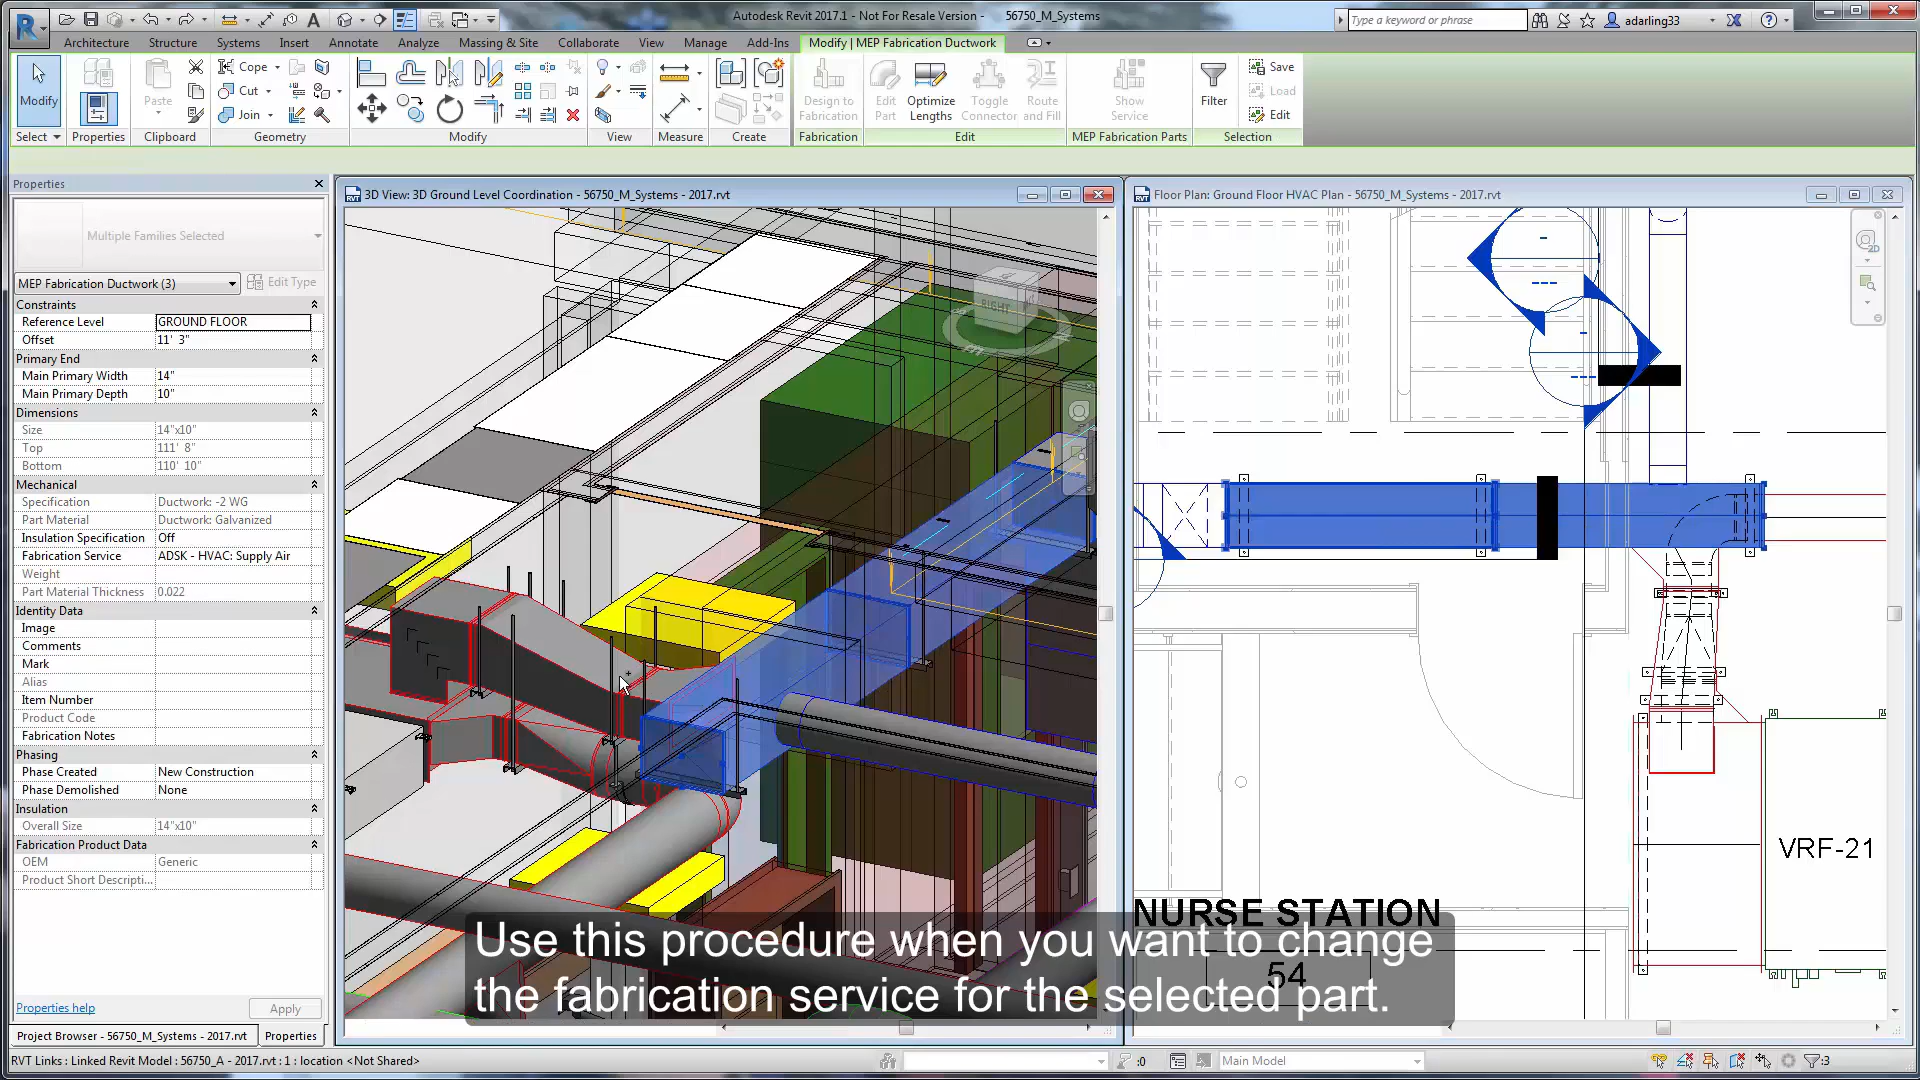 Autodesk Revit 2017.1 - Not For Resale Version - 56750_M_Systems
Type a keyword or phrase
adarling33
Architecture Structure Systems Insert Annotate Analyze Massing & Site Collaborate View Manage Add-Ins Modify | MEP Fabrication Ductwork
Modify
Paste
Cope
Cut
Join
Design to Fabrication
Edit Part
Optimize Lengths
Toggle Connector
Route and Fill
Show Service
Filter
Save
Load
Edit
Select Properties Clipboard Geometry Modify View Measure Create Fabrication Edit MEP Fabrication Parts Selection
Properties
Multiple Families Selected
MEP Fabrication Ductwork (3)
Edit Type
Constraints
Reference Level GROUND FLOOR
Offset 11' 3"
Primary End
Main Primary Width 14"
Main Primary Depth 10"
Dimensions
Size 14"x10"
Top 111' 8"
Bottom 110' 10"
Mechanical
Specification Ductwork: -2 WG
Part Material Ductwork: Galvanized
Insulation Specification Off
Fabrication Service ADSK - HVAC: Supply Air
Weight
Part Material Thickness 0.022
Identity Data
Image
Comments
Mark
Alias
Item Number
Product Code
Fabrication Notes
Phasing
Phase Created New Construction
Phase Demolished None
Insulation
Overall Size 14"x10"
Fabrication Product Data
OEM Generic
Product Short Descripti...
Properties help
Apply
Project Browser - 56750_M_Systems - 2017.rvt Properties
3D View: 3D Ground Level Coordination - 56750_M_Systems - 2017.rvt
RIGHT
Floor Plan: Ground Floor HVAC Plan - 56750_M_Systems - 2017.rvt
2D
VRF-21
NURSE STATION
54
Use this procedure when you want to change
the fabrication service for the selected part.
RVT Links : Linked Revit Model : 56750_A - 2017.rvt : 1 : location <Not Shared>
:0
Main Model
:3